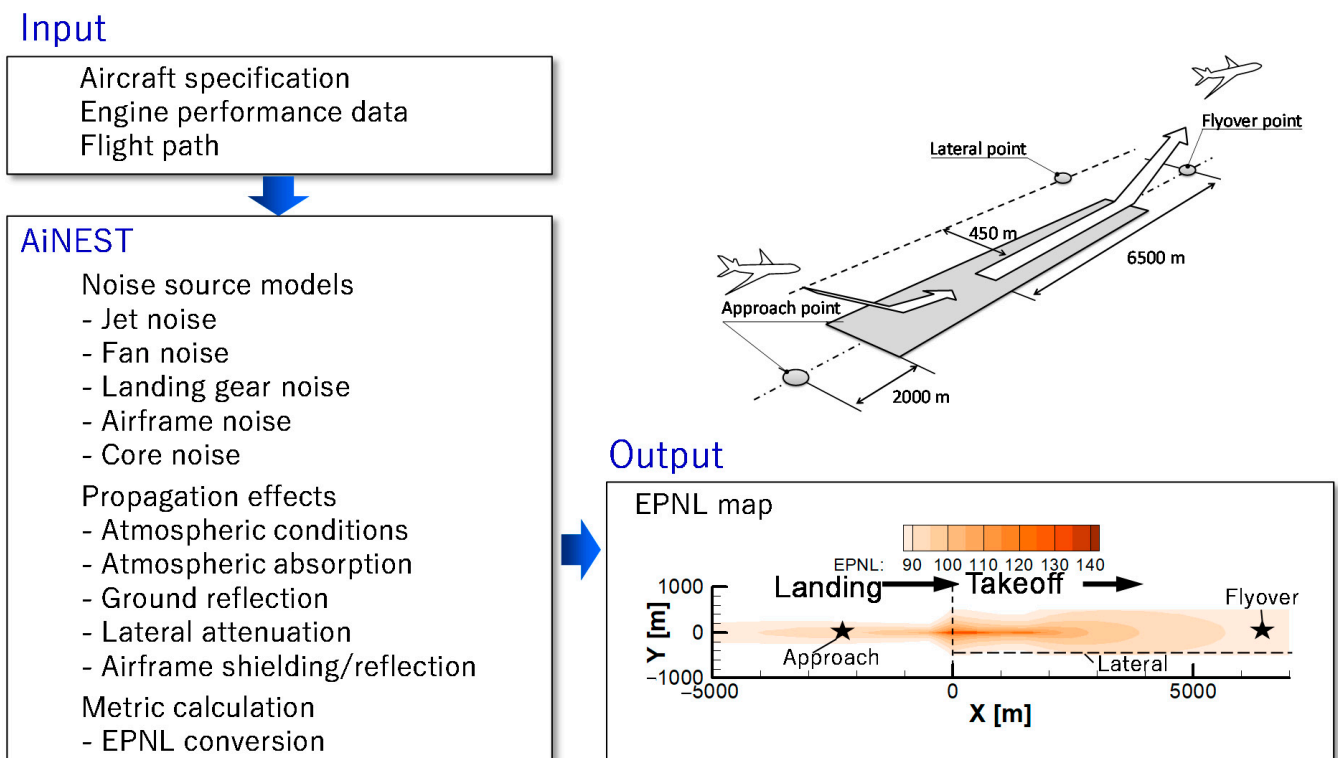 Input
Aircraft specification
Engine performance data
Flight path
AiNEST
Noise source models
- Jet noise
- Fan noise
- Landing gear noise
- Airframe noise
- Core noise
Propagation effects
- Atmospheric conditions
- Atmospheric absorption
- Ground reflection
- Lateral attenuation
- Airframe shielding/reflection
Metric calculation
- EPNL conversion
Flyover point
Lateral point
450 m
6500 m
Approach point
2000 m
Output
EPNL map
EPNL: 90 100 110 120 130 140
Landing
Takeoff
Flyover
Approach
Lateral
1000
0
−1000
Y [m]
−5000 0 5000
X [m]